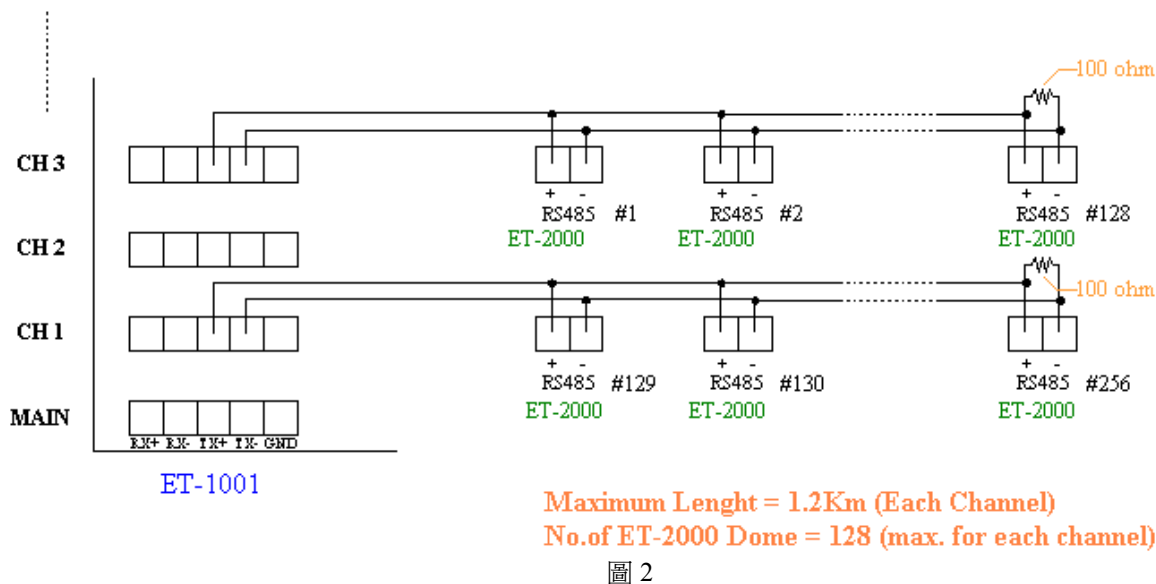 100 ohm
CH 3
+ - + - + -
RS485 #1 RS485 #2 RS485 #128
ET-2000 ET-2000 ET-2000
CH 2
100 ohm
CH 1
+ - + - + -
RS485 #129 RS485 #130 RS485 #256
ET-2000 ET-2000 ET-2000
MAIN
RX+ RX- TX+ TX- GND
ET-1001
Maximum Lenght = 1.2Km (Each Channel)
No.of ET-2000 Dome = 128 (max. for each channel)
圖 2